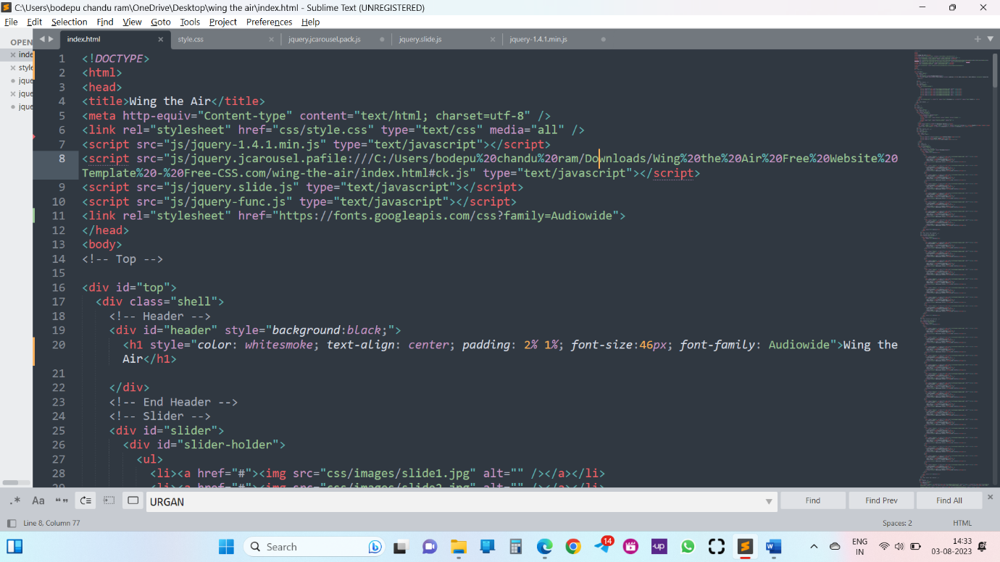 C:\Users\bodepu chandu ram\OneDrive\Desktop\wing the air\index.html - Sublime Text (UNREGISTERED)
File Edit Selection Find View Goto Tools Project Preferences Help
OPEN
inde
style
jque
jque
jque
index.html style.css jquery.jcarousel.pack.js jquery.slide.js jquery-1.4.1.min.js
1 <!DOCTYPE>
2 <html>
3 <head>
4 <title>Wing the Air</title>
5 <meta http-equiv="Content-type" content="text/html; charset=utf-8" />
6 <link rel="stylesheet" href="css/style.css" type="text/css" media="all" />
7 <script src="js/jquery-1.4.1.min.js" type="text/javascript"></script>
8 <script src="js/jquery.jcarousel.pafile:///C:/Users/bodepu%20chandu%20ram/Downloads/Wing%20the%20Air%20Free%20Website%20
Template%20-%20Free-CSS.com/wing-the-air/index.html#ck.js" type="text/javascript"></script>
9 <script src="js/jquery.slide.js" type="text/javascript"></script>
10 <script src="js/jquery-func.js" type="text/javascript"></script>
11 <link rel="stylesheet" href="https://fonts.googleapis.com/css?family=Audiowide">
12 </head>
13 <body>
14 <!-- Top -->
15
16 <div id="top">
17 <div class="shell">
18 <!-- Header -->
19 <div id="header" style="background:black;">
20 <h1 style="color: whitesmoke; text-align: center; padding: 2% 1%; font-size:46px; font-family: Audiowide">Wing the
Air</h1>
21
22 </div>
23 <!-- End Header -->
24 <!-- Slider -->
25 <div id="slider">
26 <div id="slider-holder">
27 <ul>
28 <li><a href="#"><img src="css/images/slide1.jpg" alt="" /></a></li>
.* Aa “” URGAN Find Find Prev Find All
Line 8, Column 77 Spaces: 2 HTML
Search
14
up
ENG
IN
14:33
03-08-2023